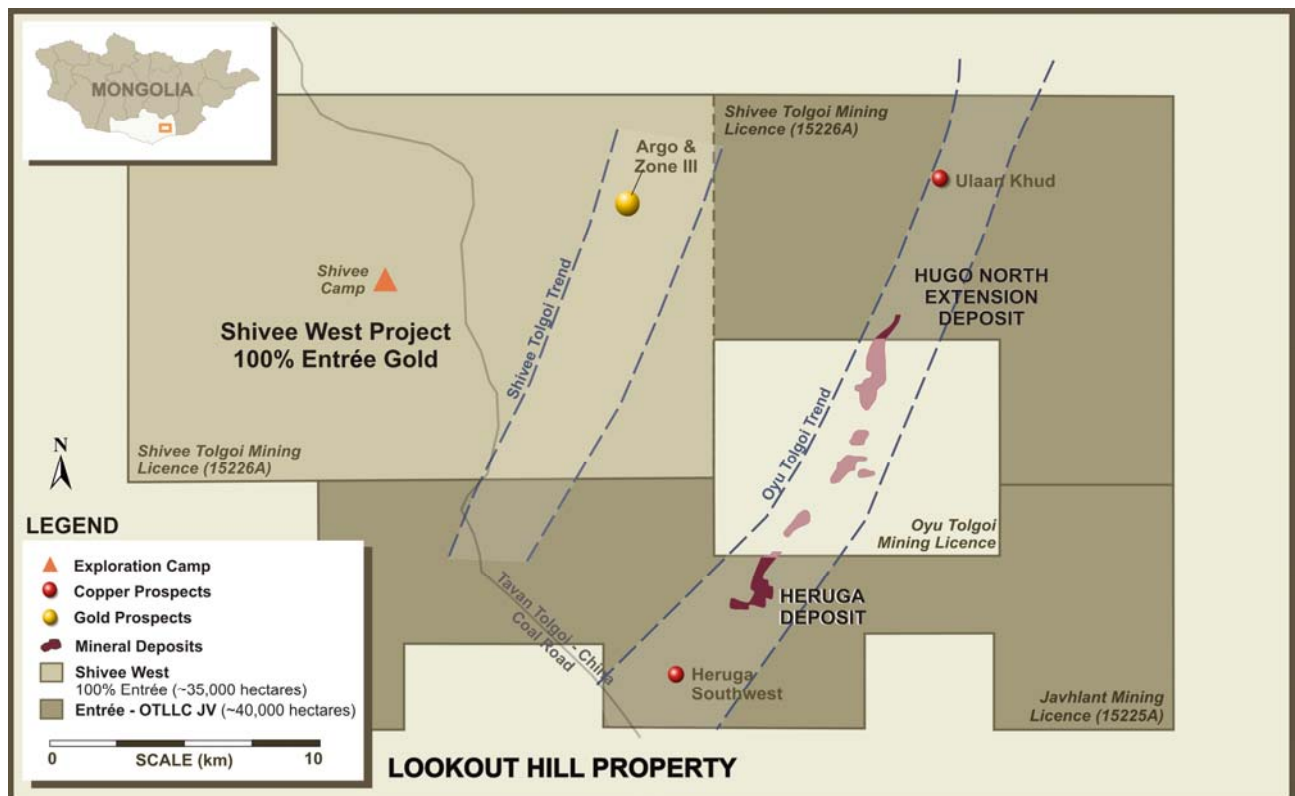 MONGOLIA
Shivee Tolgoi Mining
Licence (15226A)
Argo &
Zone III
Ulaan Khud
Shivee
Camp
HUGO NORTH
EXTENSION
DEPOSIT
Shivee West Project
100% Entrée Gold
Shivee Tolgoi Trend
Oyu Tolgoi Trend
Shivee Tolgoi Mining
Licence (15226A)
N
Oyu Tolgoi
Mining Licence
LEGEND
Exploration Camp
Copper Prospects
Gold Prospects
Mineral Deposits
Shivee West
100% Entrée (~35,000 hectares)
Entrée - OTLLC JV (~40,000 hectares)
0 SCALE (km) 10
Tavan Tolgoi - China
Coal Road
HERUGA
DEPOSIT
Heruga
Southwest
Javhlant Mining
Licence (15225A)
LOOKOUT HILL PROPERTY